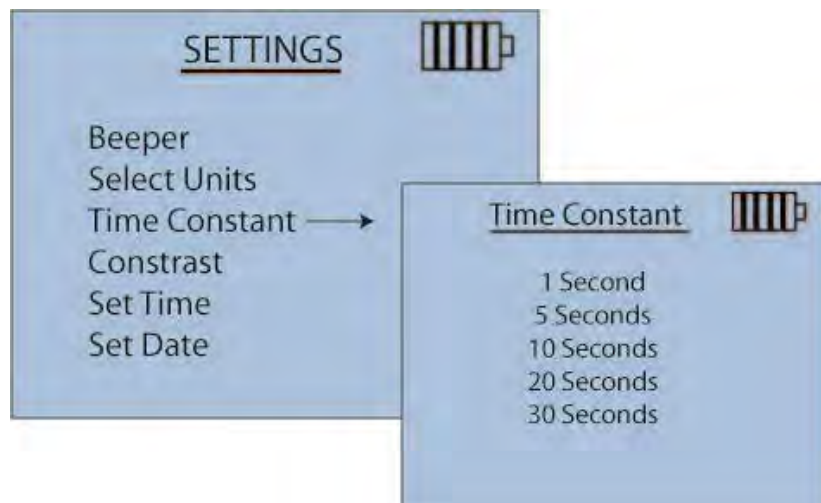 SETTINGS
Beeper
Select Units
Time Constant
Constrast
Set Time
Set Date
Time Constant
1 Second
5 Seconds
10 Seconds
20 Seconds
30 Seconds